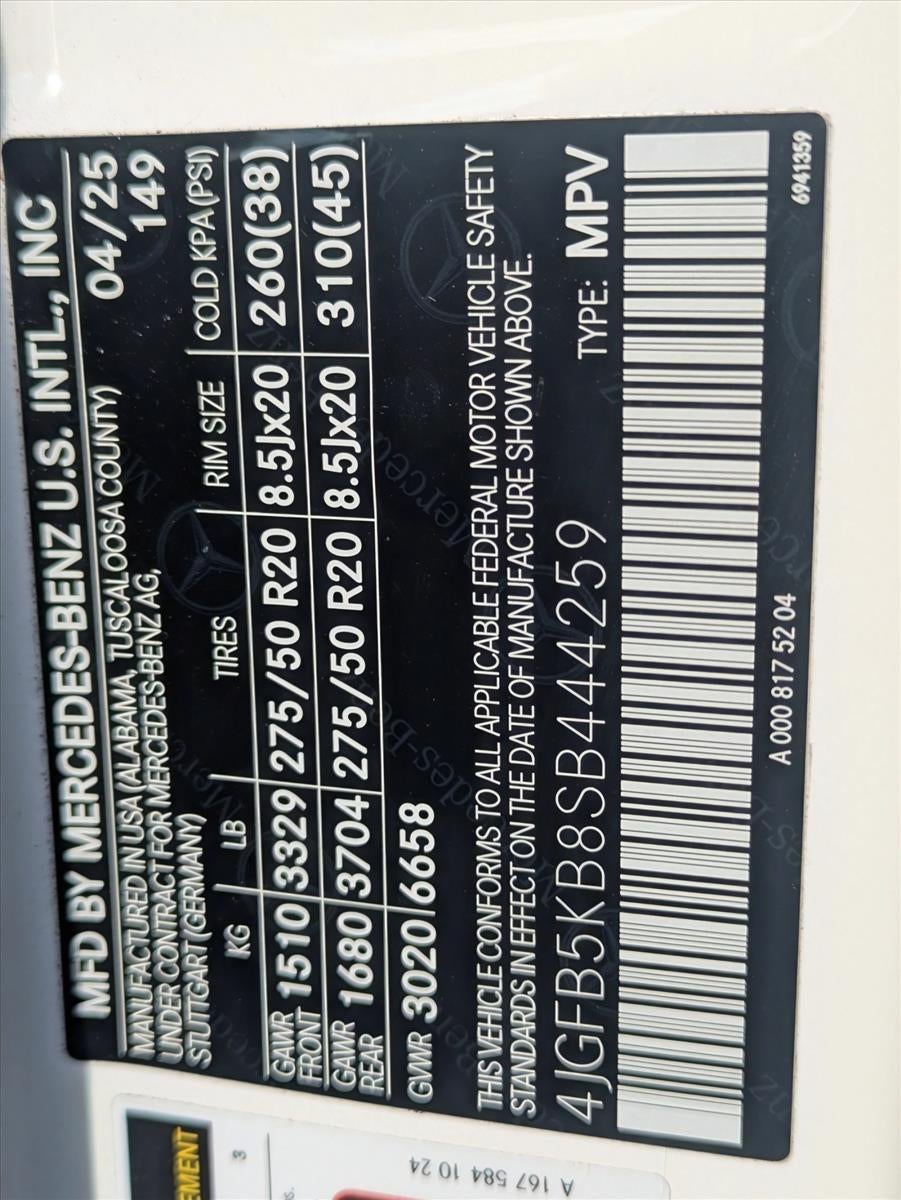 MFD BY MERCEDES-BENZ U.S. INTL., INC
MANUFACTURED IN USA (ALABAMA, TUSCALOOSA COUNTY) 04/25
UNDER CONTRACT FOR MERCEDES-BENZ AG, 149
STUTTGART (GERMANY)
KG LB TIRES RIM SIZE COLD KPA (PSI)
GAWR FRONT 1510 3329 275/50 R20 8.5Jx20 260(38)
GAWR REAR 1680 3704 275/50 R20 8.5Jx20 310(45)
GVWR 3020 6658
THIS VEHICLE CONFORMS TO ALL APPLICABLE FEDERAL MOTOR VEHICLE SAFETY
STANDARDS IN EFFECT ON THE DATE OF MANUFACTURE SHOWN ABOVE.
4JGFB5KB8SB444259 TYPE: MPV
A 000 817 52 04 6941359
3
A 167 584 10 24